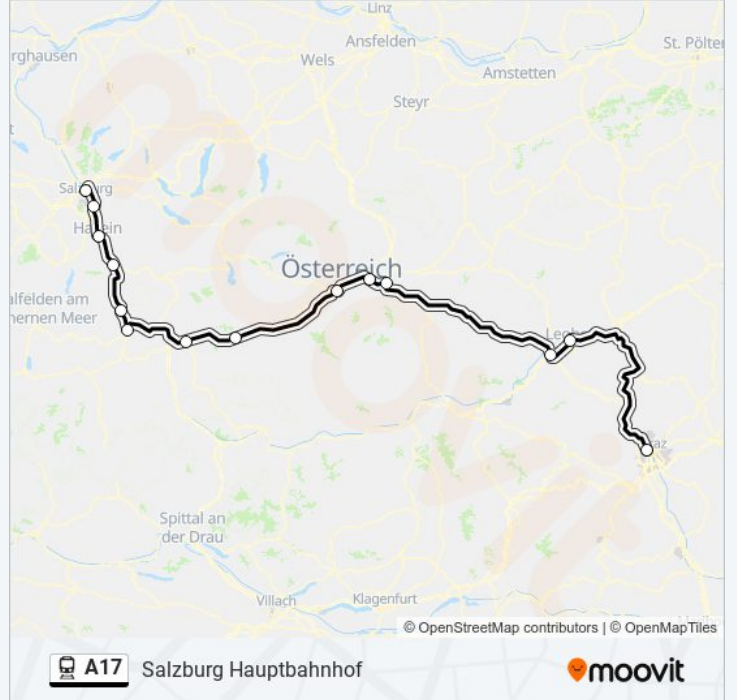 Linz
rghausen
Ansfelden
St. Pölten
Wels
Amstetten
Steyr
Salzburg
Hallein
Österreich
alfelden am
nernen Meer
Leoben
raz
Spittal an
der Drau
Villach
Klagenfurt
© OpenStreetMap contributors | © OpenMapTiles
A17 Salzburg Hauptbahnhof
moovit